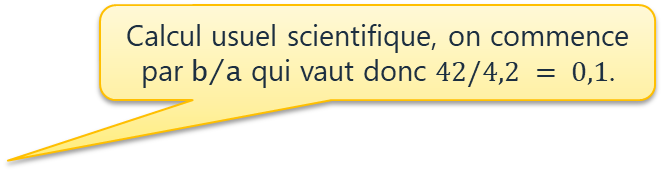 Calcul usuel scientifique, on commence
par b/a qui vaut donc 42/4,2 = 0,1.